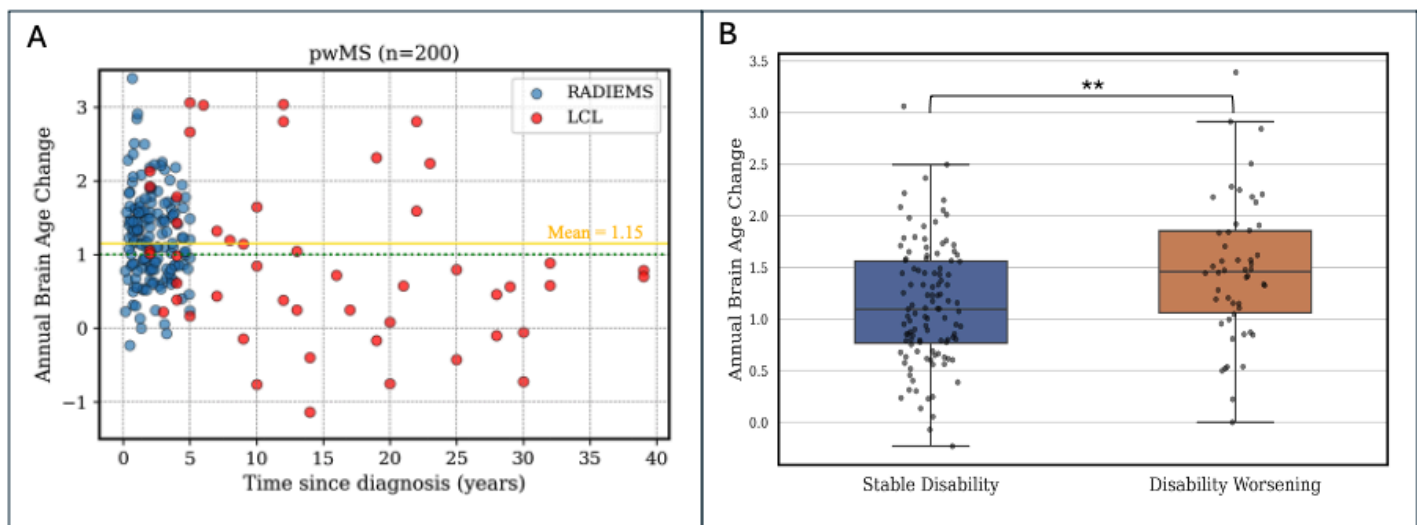 A
pwMS (n=200)
RADIEMS
LCL
Mean = 1.15
Annual Brain Age Change
3
2
1
0
−1
0 5 10 15 20 25 30 35 40
Time since diagnosis (years)
B
**
Annual Brain Age Change
3.5
3.0
2.5
2.0
1.5
1.0
0.5
0.0
Stable Disability
Disability Worsening